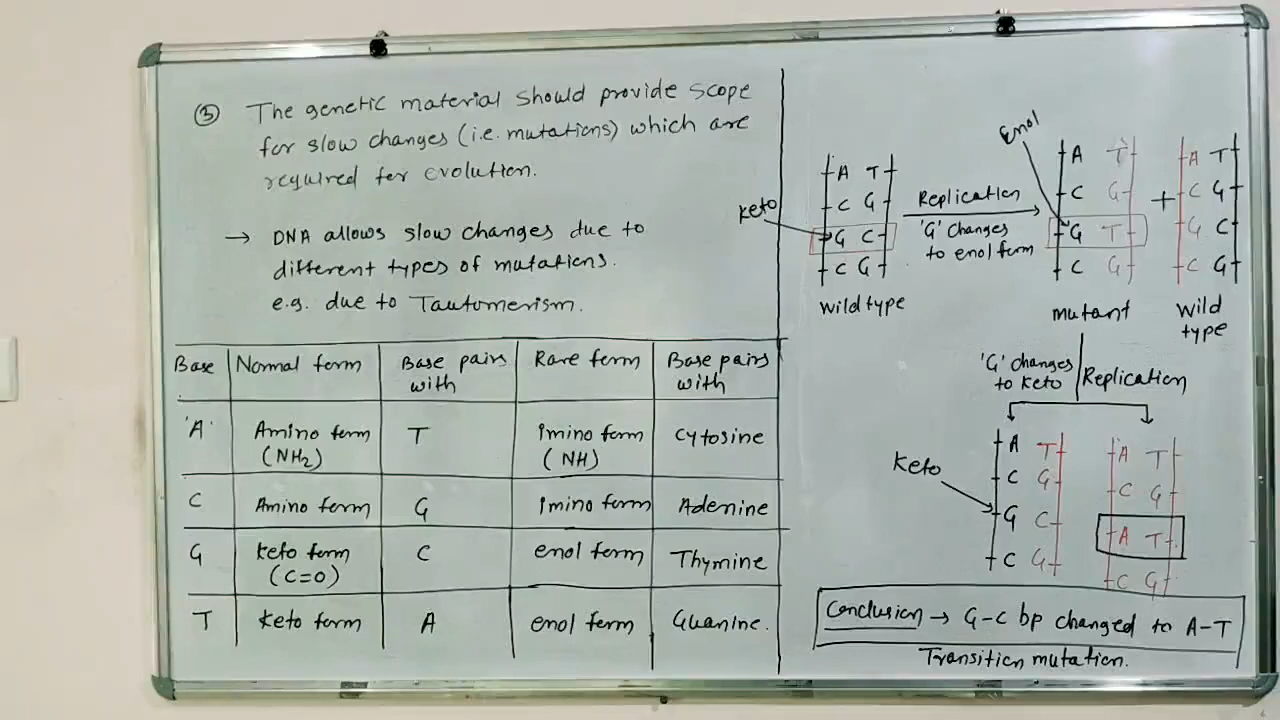 ③ The genetic material should provide scope
for slow changes (i.e. mutations) which are
required for evolution.
→ DNA allows slow changes due to
different types of mutations.
e.g. due to Tautomerism.
Base Normal form Base pairs with Rare form Base pairs with
'A' Amino form (NH₂) T imino form (NH) Cytosine
C Amino form G imino form Adenine
G keto form (C=O) C enol form Thymine
T keto form A enol form Guanine.
Keto
A T
C G
G C
C G
Wild type
Replication
'G' Changes
to enol form
Enol
A T
C G
G T
C G
mutant
+
A T
C G
G C
C G
Wild
type
'G' Changes
to keto
Replication
Keto
A T
C G
G C
C G
A T
C G
A T
C G
Conclusion → G-C bp changed to A-T
Transition mutation.